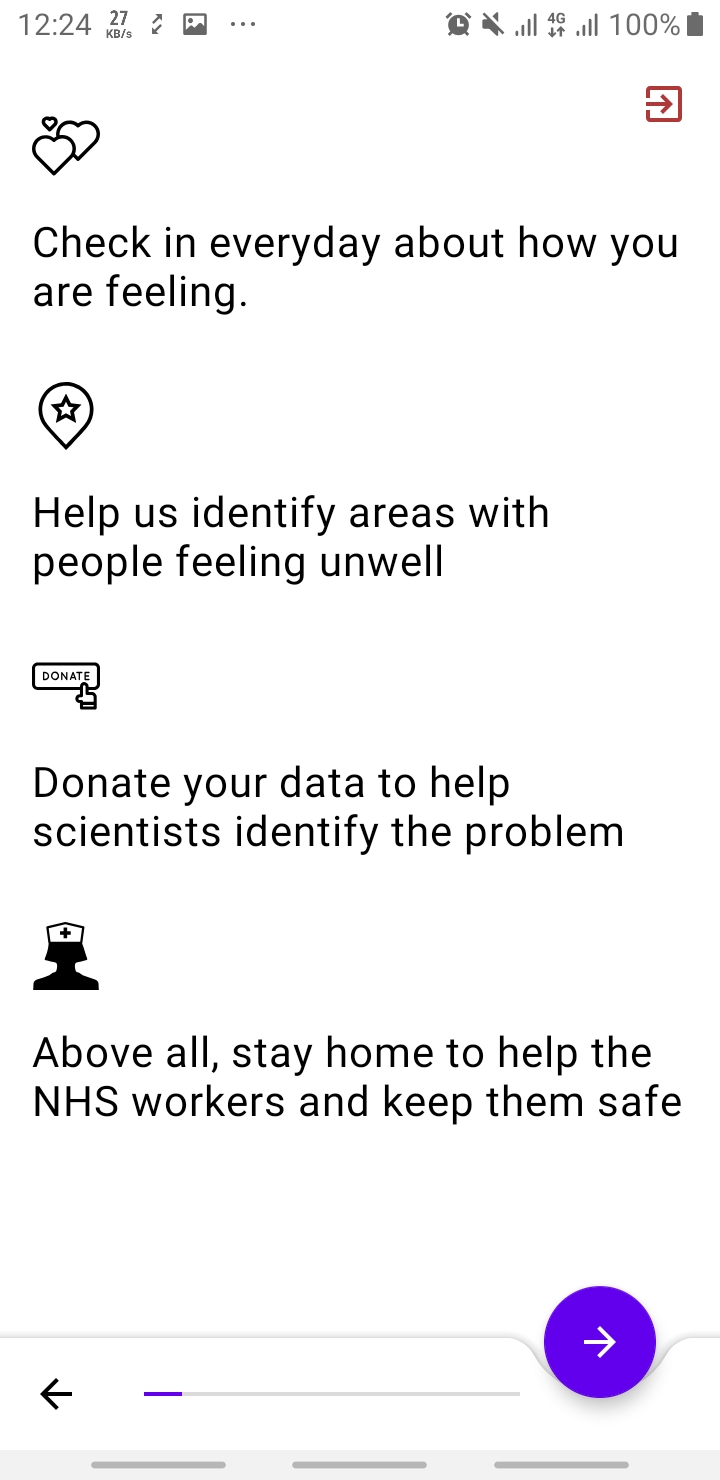 12:24 27 KB/s 4G 100%
Check in everyday about how you
are feeling.
Help us identify areas with
people feeling unwell
DONATE
Donate your data to help
scientists identify the problem
Above all, stay home to help the
NHS workers and keep them safe